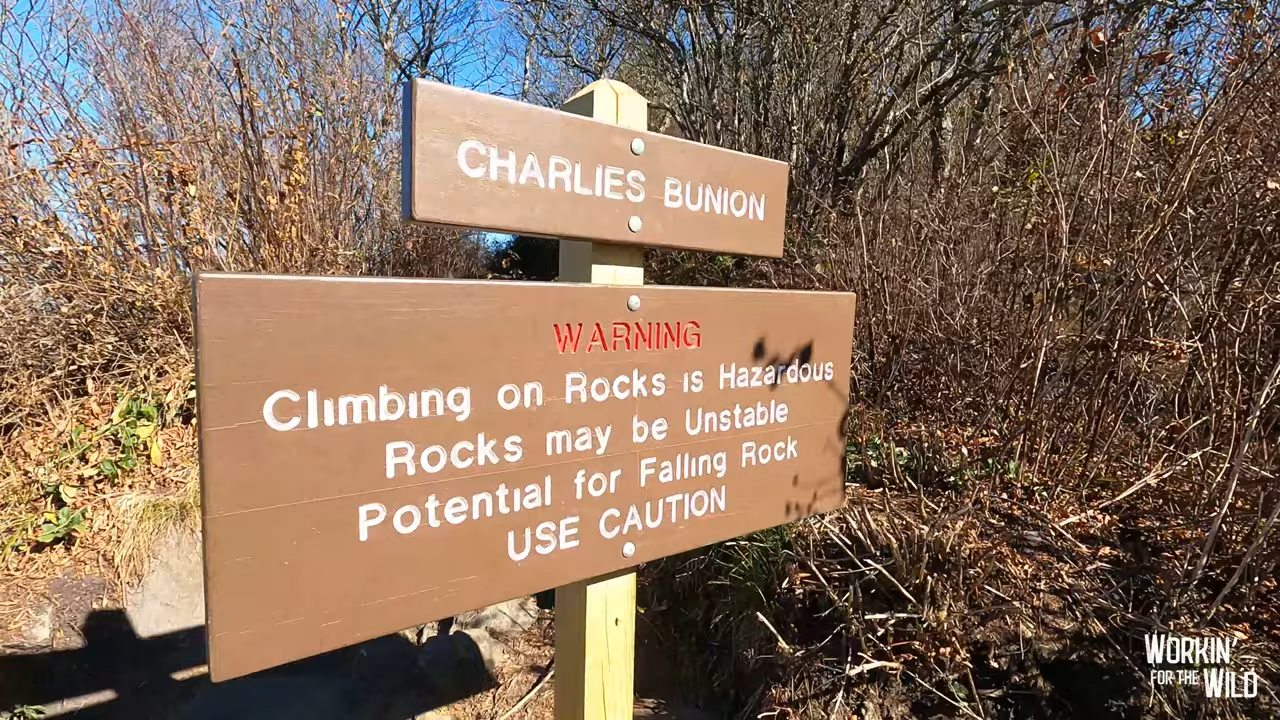 CHARLIES BUNION
WARNING
Climbing on Rocks is Hazardous
Rocks may be Unstable
Potential for Falling Rock
USE CAUTION
WORKIN'
FOR THE WILD